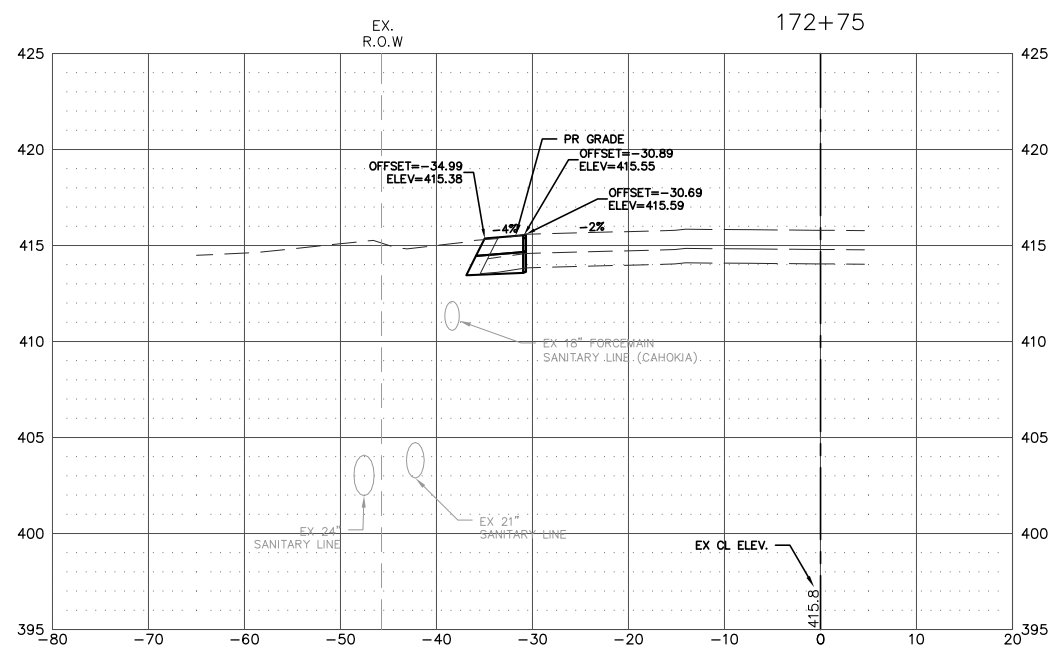 172+75
EX.
R.O.W
425
425
PR GRADE
420
420
OFFSET=-34.99
ELEV=415.38
OFFSET=-30.89
ELEV=415.55
OFFSET=-30.69
ELEV=415.59
-4%
-2%
415
415
410
410
EX 18" FORCEMAIN
SANITARY LINE (CAHOKIA)
405
405
EX 24"
SANITARY LINE
EX 21"
SANITARY LINE
400
400
EX CL ELEV.
415.8
395
395
-80
-70
-60
-50
-40
-30
-20
-10
0
10
20